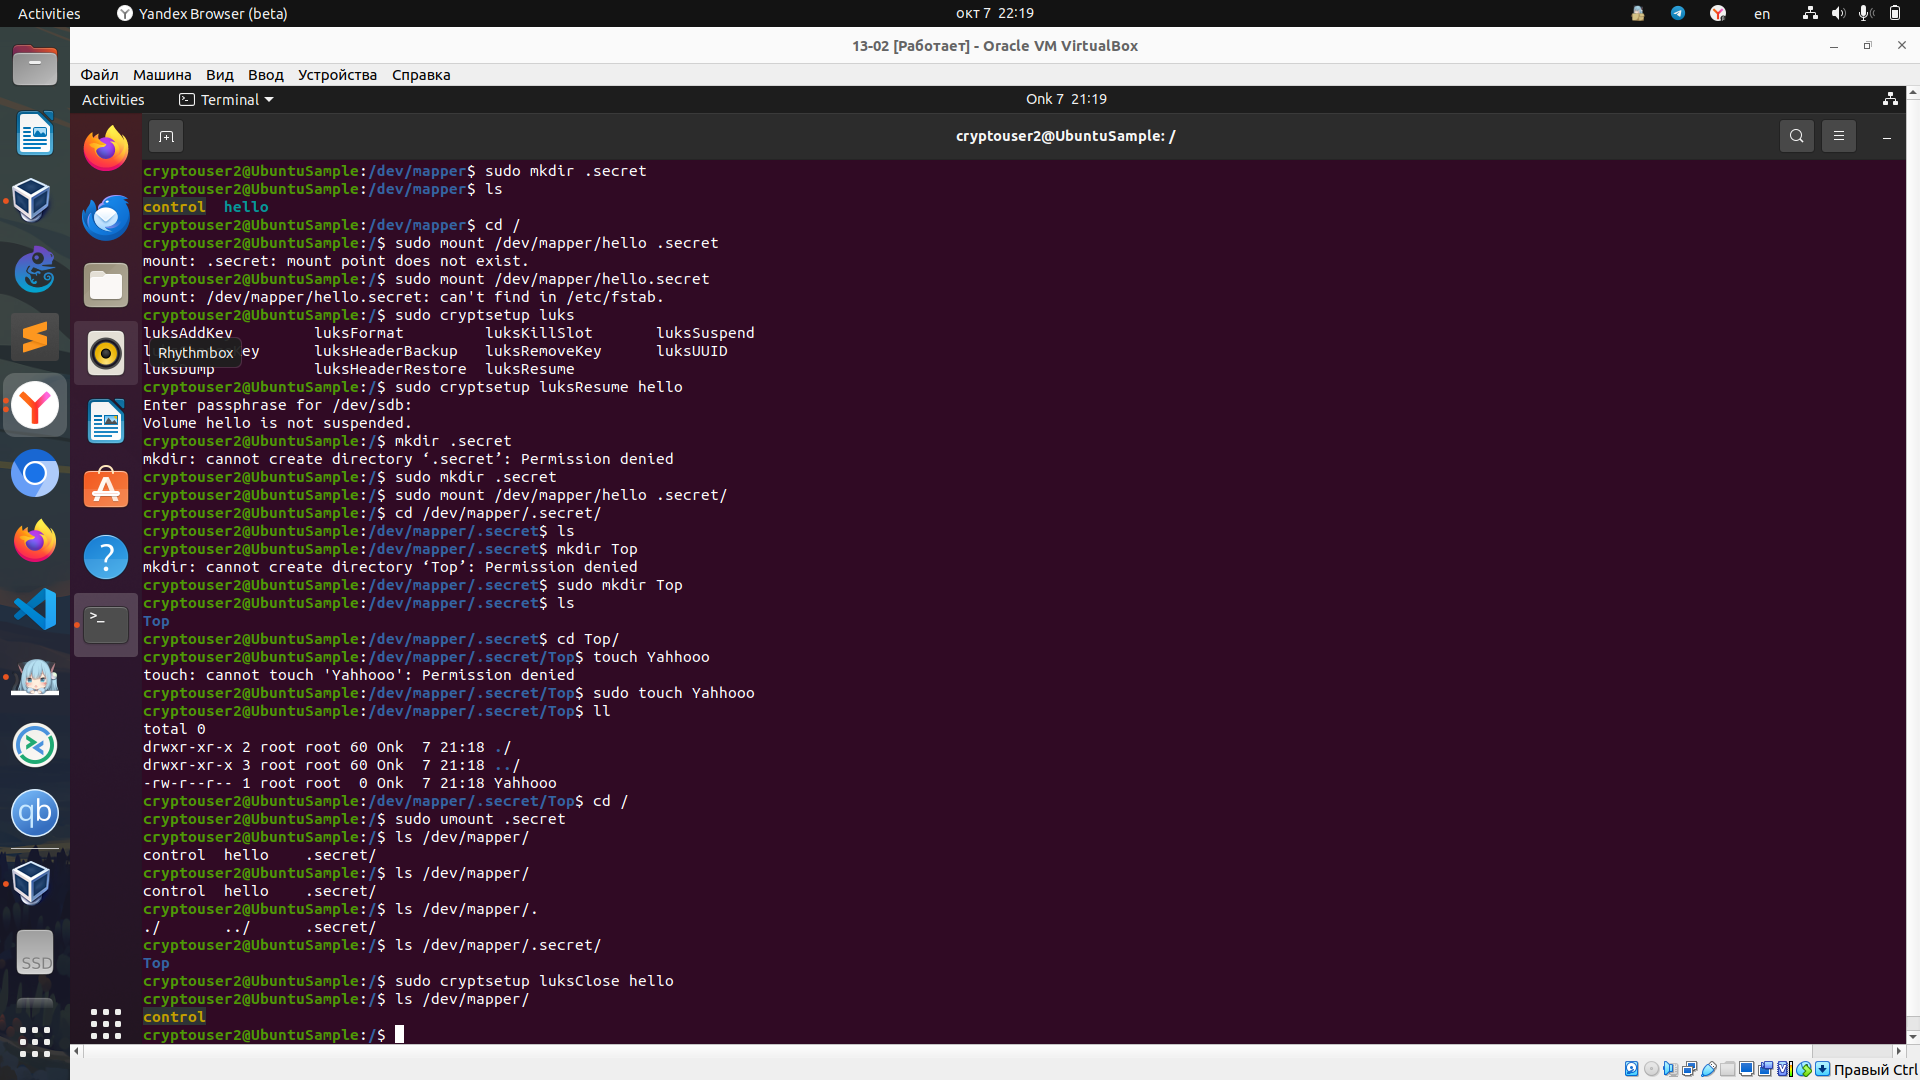 Activities
Yandex Browser (beta)
окт 7 22:19
en
13-02 [Работает] - Oracle VM VirtualBox
Файл Машина Вид Ввод Устройства Справка
Activities
Terminal
Onk 7 21:19
cryptouser2@UbuntuSample: /
cryptouser2@UbuntuSample:/dev/mapper$ sudo mkdir .secret
cryptouser2@UbuntuSample:/dev/mapper$ ls
control hello
cryptouser2@UbuntuSample:/dev/mapper$ cd /
cryptouser2@UbuntuSample:/$ sudo mount /dev/mapper/hello .secret
mount: .secret: mount point does not exist.
cryptouser2@UbuntuSample:/$ sudo mount /dev/mapper/hello.secret
mount: /dev/mapper/hello.secret: can't find in /etc/fstab.
cryptouser2@UbuntuSample:/$ sudo cryptsetup luks
luksAddKey luksFormat luksKillSlot luksSuspend
luksHeaderBackup luksRemoveKey luksUUID
Rhythmbox
luksDump luksHeaderRestore luksResume
cryptouser2@UbuntuSample:/$ sudo cryptsetup luksResume hello
Enter passphrase for /dev/sdb:
Volume hello is not suspended.
cryptouser2@UbuntuSample:/$ mkdir .secret
mkdir: cannot create directory ‘.secret’: Permission denied
cryptouser2@UbuntuSample:/$ sudo mkdir .secret
cryptouser2@UbuntuSample:/$ sudo mount /dev/mapper/hello .secret/
cryptouser2@UbuntuSample:/$ cd /dev/mapper/.secret/
cryptouser2@UbuntuSample:/dev/mapper/.secret$ ls
cryptouser2@UbuntuSample:/dev/mapper/.secret$ mkdir Top
mkdir: cannot create directory ‘Top’: Permission denied
cryptouser2@UbuntuSample:/dev/mapper/.secret$ sudo mkdir Top
cryptouser2@UbuntuSample:/dev/mapper/.secret$ ls
Top
cryptouser2@UbuntuSample:/dev/mapper/.secret$ cd Top/
cryptouser2@UbuntuSample:/dev/mapper/.secret/Top$ touch Yahhooo
touch: cannot touch 'Yahhooo': Permission denied
cryptouser2@UbuntuSample:/dev/mapper/.secret/Top$ sudo touch Yahhooo
cryptouser2@UbuntuSample:/dev/mapper/.secret/Top$ ll
total 0
drwxr-xr-x 2 root root 60 Onk 7 21:18 ./
drwxr-xr-x 3 root root 60 Onk 7 21:18 ../
-rw-r--r-- 1 root root 0 Onk 7 21:18 Yahhooo
cryptouser2@UbuntuSample:/dev/mapper/.secret/Top$ cd /
cryptouser2@UbuntuSample:/$ sudo umount .secret
cryptouser2@UbuntuSample:/$ ls /dev/mapper/
control hello .secret/
cryptouser2@UbuntuSample:/$ ls /dev/mapper/
control hello .secret/
cryptouser2@UbuntuSample:/$ ls /dev/mapper/.
./ ../ .secret/
cryptouser2@UbuntuSample:/$ ls /dev/mapper/.secret/
Top
cryptouser2@UbuntuSample:/$ sudo cryptsetup luksClose hello
cryptouser2@UbuntuSample:/$ ls /dev/mapper/
control
cryptouser2@UbuntuSample:/$
SSD
qb
Правый Ctrl